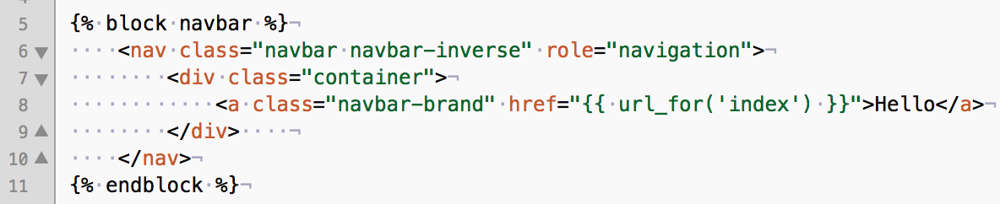 5 {% block navbar %}¬
6 ····<nav class="navbar navbar-inverse" role="navigation">¬
7 ········<div class="container">¬
8 ············<a class="navbar-brand" href="{{ url_for('index') }}">Hello</a>¬
9 ········</div>····¬
10 ····</nav>¬
11 {% endblock %}¬